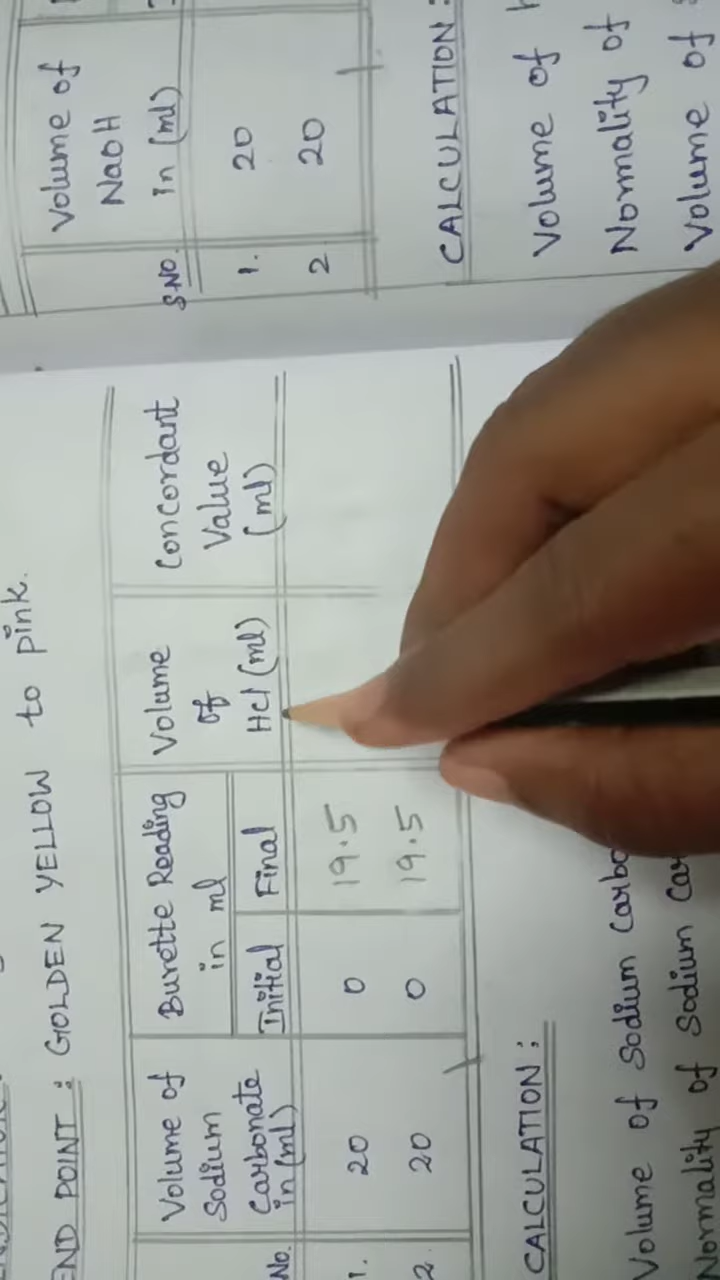 END POINT : GOLDEN YELLOW to pink.
Volume of Sodium Carbonate in (ml)
Burette Reading in ml
Volume of HCl (ml)
Concordant Value (ml)
No.
Initial
Final
1. 20 0 19.5
2. 20 0 19.5
CALCULATION :
Volume of Sodium
Normality of Sodium
Volume of NaOH in (ml)
S.NO.
1. 20
2 20
CALCULATION :
Volume of
Normality of
Volume of